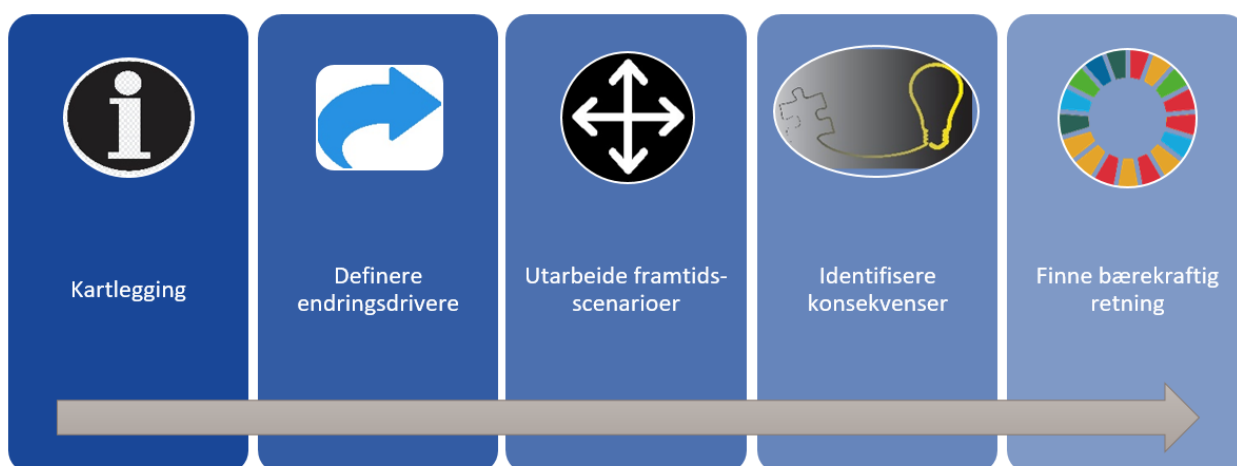 Kartlegging
Definere
endringsdrivere
Utarbeide framtids-
scenarioer
Identifisere
konsekvenser
Finne bærekraftig
retning